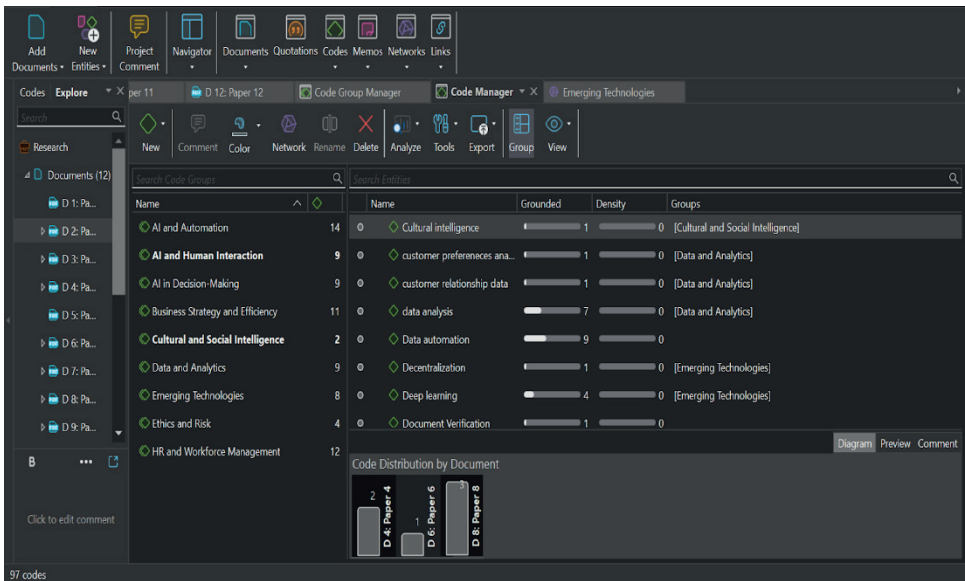 Add Documents
New Entities
Project Comment
Navigator
Documents
Quotations
Codes
Memos
Networks
Links
Codes
Explore
per 11
D 12: Paper 12
Code Group Manager
Code Manager
Emerging Technologies
Search
Research
Documents (12)
D 1: Pa...
D 2: Pa...
D 3: Pa...
D 4: Pa...
D 5: Pa...
D 6: Pa...
D 7: Pa...
D 8: Pa...
D 9: Pa...
B
Click to edit comment
New
Comment
Color
Network
Rename
Delete
Analyze
Tools
Export
Group
View
Search Code Groups
Name
AI and Automation 14
AI and Human Interaction 9
AI in Decision-Making 9
Business Strategy and Efficiency 11
Cultural and Social Intelligence 2
Data and Analytics 9
Emerging Technologies 8
Ethics and Risk 4
HR and Workforce Management 12
Search Entities
Name Grounded Density Groups
Cultural intelligence 1 0 [Cultural and Social Intelligence]
customer prefereneces ana... 1 0 [Data and Analytics]
customer relationship data 1 0 [Data and Analytics]
data analysis 7 0 [Data and Analytics]
Data automation 9 0
Decentralization 1 0 [Emerging Technologies]
Deep learning 4 0 [Emerging Technologies]
Document Verification 1 0
Diagram Preview Comment
Code Distribution by Document
2 D 4: Paper 4
1 D 6: Paper 6
3 D 8: Paper 8
97 codes